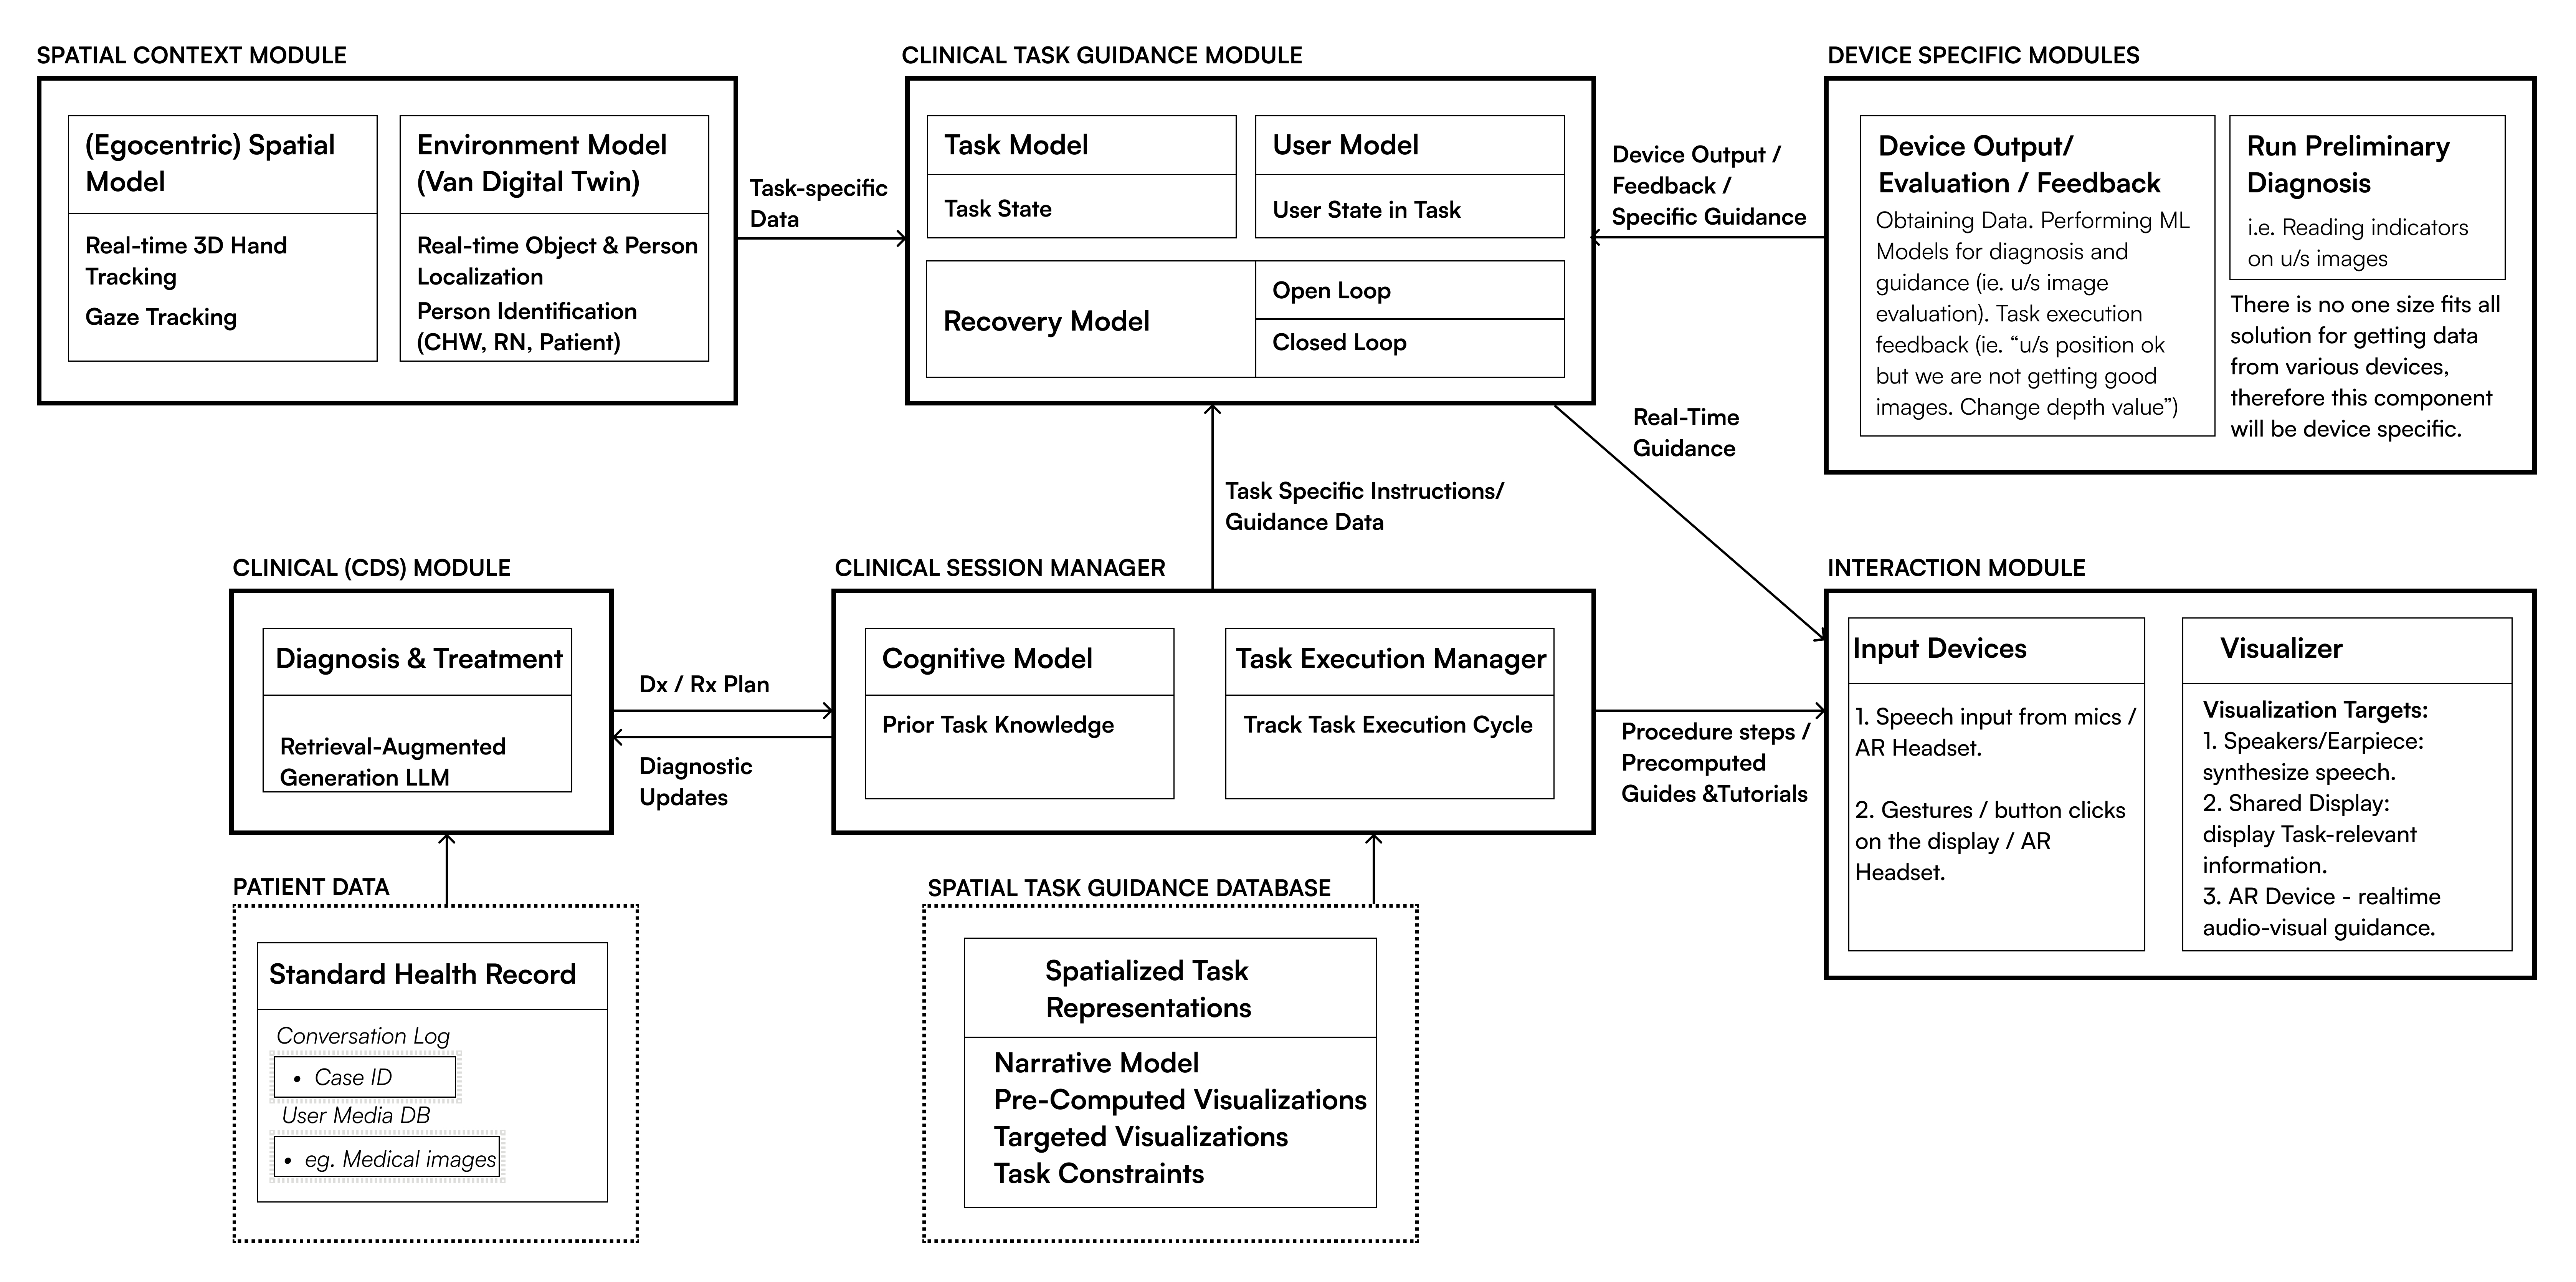 SPATIAL CONTEXT MODULE
(Egocentric) Spatial
Model
Real-time 3D Hand
Tracking
Gaze Tracking
Environment Model
(Van Digital Twin)
Real-time Object & Person
Localization
Person Identification
(CHW, RN, Patient)
Task-specific
Data
CLINICAL TASK GUIDANCE MODULE
Task Model
Task State
User Model
User State in Task
Recovery Model
Open Loop
Closed Loop
Device Output /
Feedback /
Specific Guidance
DEVICE SPECIFIC MODULES
Device Output/
Evaluation / Feedback
Obtaining Data. Performing ML
Models for diagnosis and
guidance (ie. u/s image
evaluation). Task execution
feedback (ie. “u/s position ok
but we are not getting good
images. Change depth value”)
Run Preliminary
Diagnosis
i.e. Reading indicators
on u/s images
There is no one size fits all
solution for getting data
from various devices,
therefore this component
will be device specific.
Real-Time
Guidance
Task Specific Instructions/
Guidance Data
CLINICAL (CDS) MODULE
Diagnosis & Treatment
Retrieval-Augmented
Generation LLM
Dx / Rx Plan
Diagnostic
Updates
CLINICAL SESSION MANAGER
Cognitive Model
Prior Task Knowledge
Task Execution Manager
Track Task Execution Cycle
Procedure steps /
Precomputed
Guides &Tutorials
INTERACTION MODULE
Input Devices
1. Speech input from mics /
AR Headset.
2. Gestures / button clicks
on the display / AR
Headset.
Visualizer
Visualization Targets:
1. Speakers/Earpiece:
synthesize speech.
2. Shared Display:
display Task-relevant
information.
3. AR Device - realtime
audio-visual guidance.
PATIENT DATA
Standard Health Record
Conversation Log
• Case ID
User Media DB
• eg. Medical images
SPATIAL TASK GUIDANCE DATABASE
Spatialized Task
Representations
Narrative Model
Pre-Computed Visualizations
Targeted Visualizations
Task Constraints